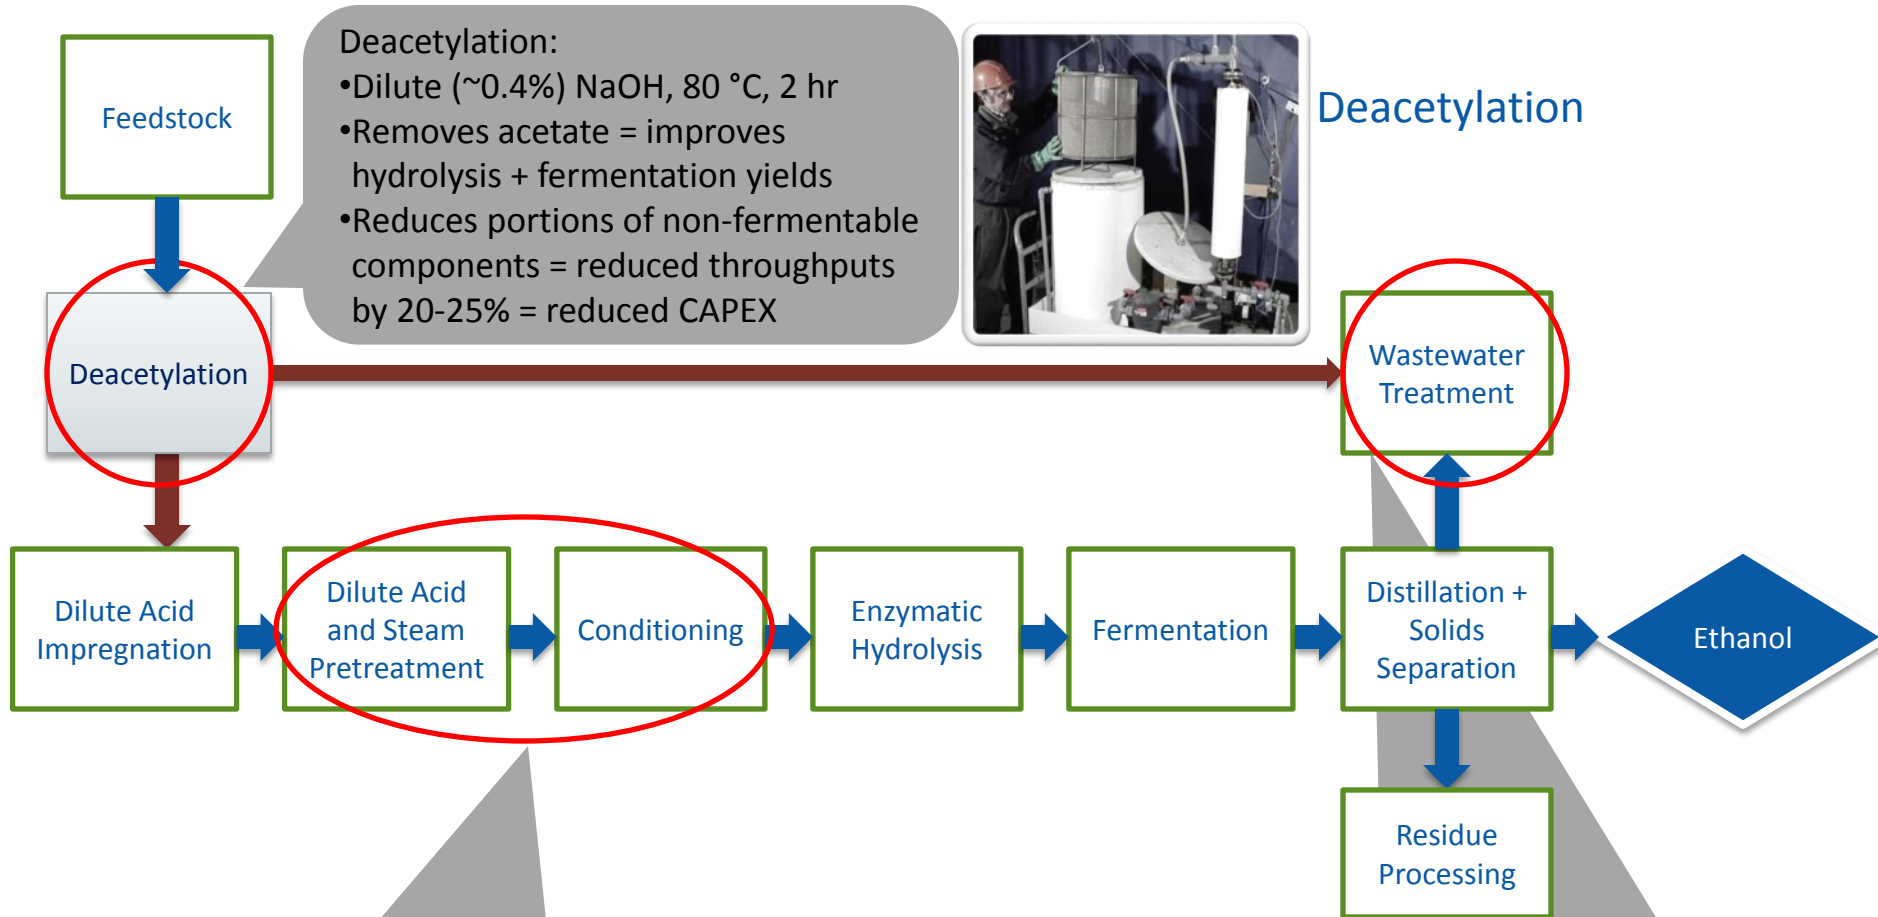 Deacetylation:
•Dilute (~0.4%) NaOH, 80 °C, 2 hr
•Removes acetate = improves
hydrolysis + fermentation yields
•Reduces portions of non-fermentable
components = reduced throughputs
by 20-25% = reduced CAPEX
Deacetylation
Feedstock
Deacetylation
Wastewater
Treatment
Dilute Acid
Impregnation
Dilute Acid
and Steam
Pretreatment
Conditioning
Enzymatic
Hydrolysis
Fermentation
Distillation +
Solids
Separation
Ethanol
Residue
Processing